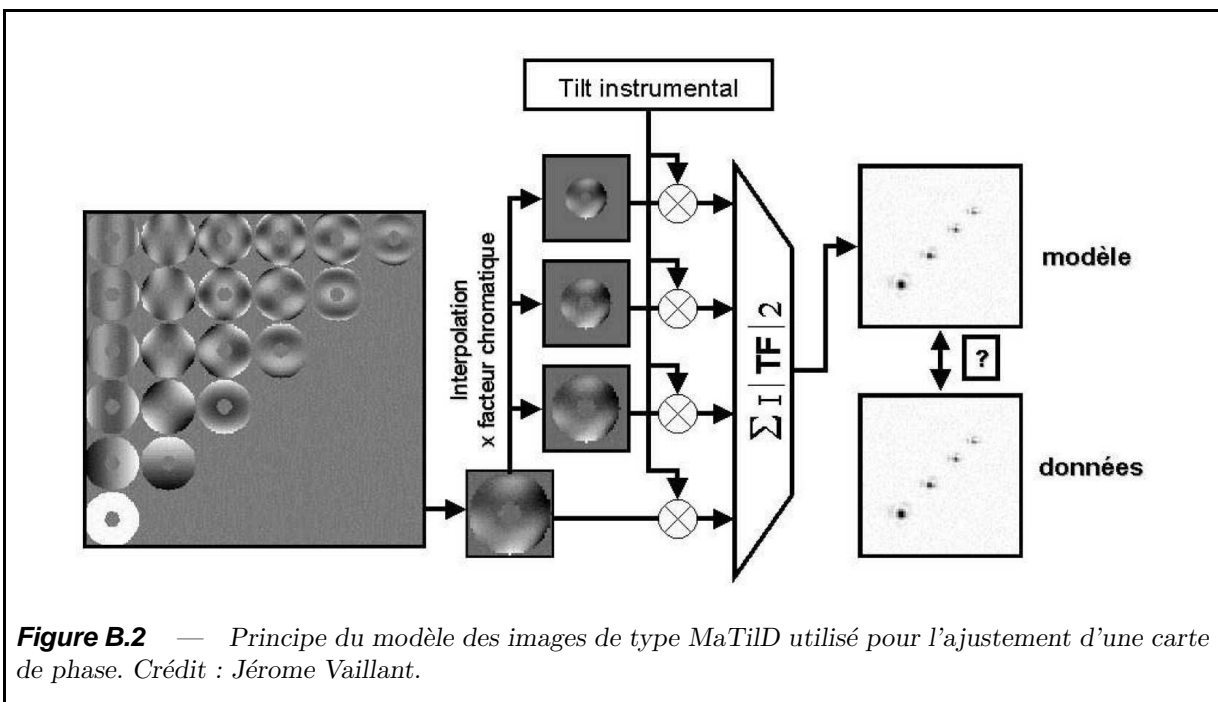 Tilt instrumental
Interpolation
x facteur chromatique
∑ I | TF | 2
modèle
?
données
Figure B.2 — Principe du modèle des images de type MaTilD utilisé pour l'ajustement d'une carte
de phase. Crédit : Jérome Vaillant.